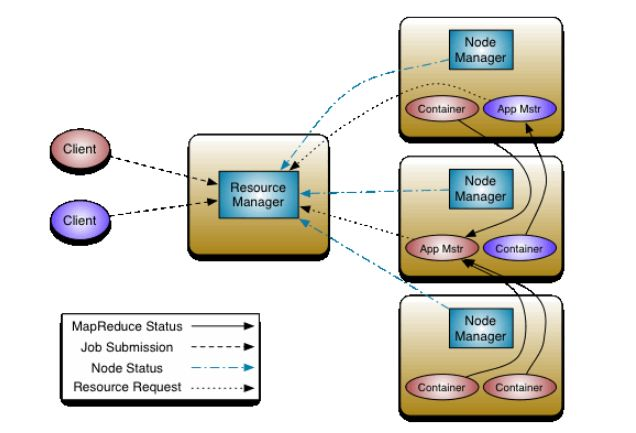 Client
Client
Resource
Manager
Node
Manager
Container
App Mstr
Node
Manager
App Mstr
Container
Node
Manager
Container
Container
MapReduce Status
Job Submission
Node Status
Resource Request